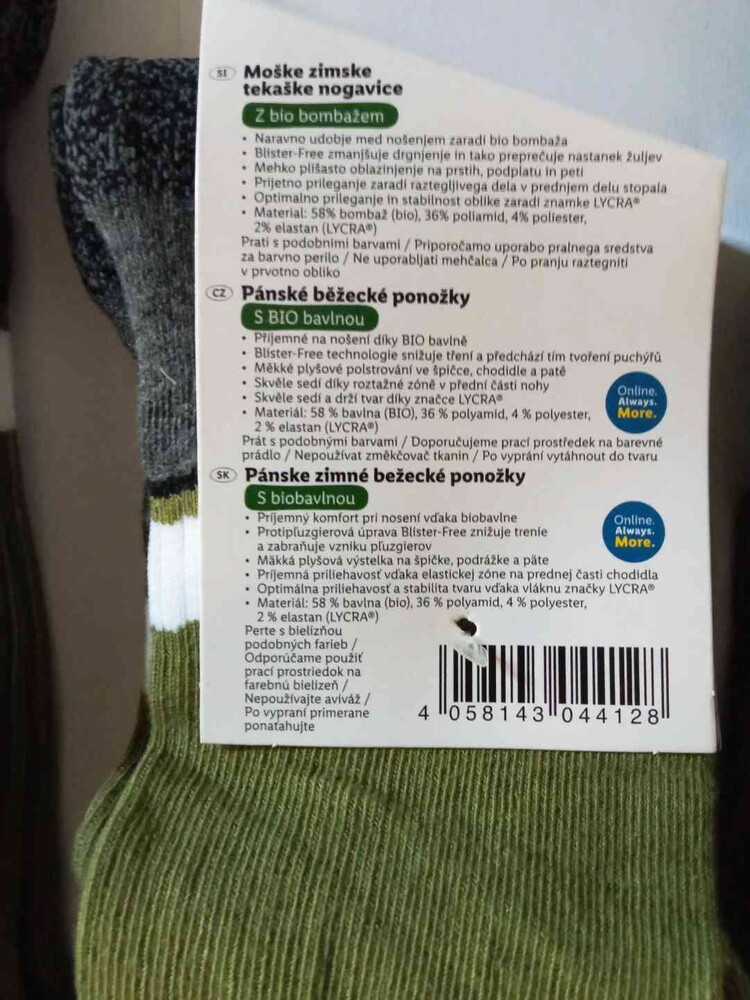 SI Moške zimske
tekaške nogavice
Z bio bombažem
• Naravno udobje med nošenjem zaradi bio bombaža
• Blister-Free zmanjšuje drgnjenje in tako preprečuje nastanek žuljev
• Mehko plišasto oblazinjenje na prstih, podplatu in peti
• Prijetno prileganje zaradi raztegljivega dela v prednjem delu stopala
• Optimalno prileganje in stabilnost oblike zaradi znamke LYCRA®
• Material: 58% bombaž (bio), 36% poliamid, 4% poliester,
2% elastan (LYCRA®)
Prati s podobnimi barvami / Priporočamo uporabo pralnega sredstva
za barvno perilo / Ne uporabljati mehčalca / Po pranju raztegniti
v prvotno obliko
CZ Pánské běžecké ponožky
S BIO bavlnou
• Příjemné na nošení díky BIO bavlně
• Blister-Free technologie snižuje tření a předchází tím tvoření puchýřů
• Měkké plyšové polstrování ve špičce, chodidle a patě
• Skvěle sedí díky roztažné zóně v přední části nohy
• Skvěle sedí a drží tvar díky značce LYCRA®
• Materiál: 58 % bavlna (BIO), 36 % polyamid, 4 % polyester,
2 % elastan (LYCRA®)
Online.
Always.
More.
Prát s podobnými barvami / Doporučujeme prací prostředek na barevné
prádlo / Nepoužívat změkčovač tkanin / Po vyprání vytáhnout do tvaru
SK Pánske zimné bežecké ponožky
S biobavlnou
• Príjemný komfort pri nosení vďaka biobavlne
• Protipľuzgierová úprava Blister-Free znižuje trenie
a zabraňuje vzniku pľuzgierov
Online.
Always.
More.
• Mäkká plyšová výstelka na špičke, podrážke a päte
• Príjemná priliehavosť vďaka elastickej zóne na prednej časti chodidla
• Optimálna priliehavosť a stabilita tvaru vďaka vláknu značky LYCRA®
• Materiál: 58 % bavlna (bio), 36 % polyamid, 4 % polyester,
2 % elastan (LYCRA®)
Perte s bielizňou
podobných farieb /
Odporúčame použiť
prací prostriedok na
farebnú bielizeň /
Nepoužívajte aviváž /
Po vypraní primerane
ponaťahujte
4 058143 044128